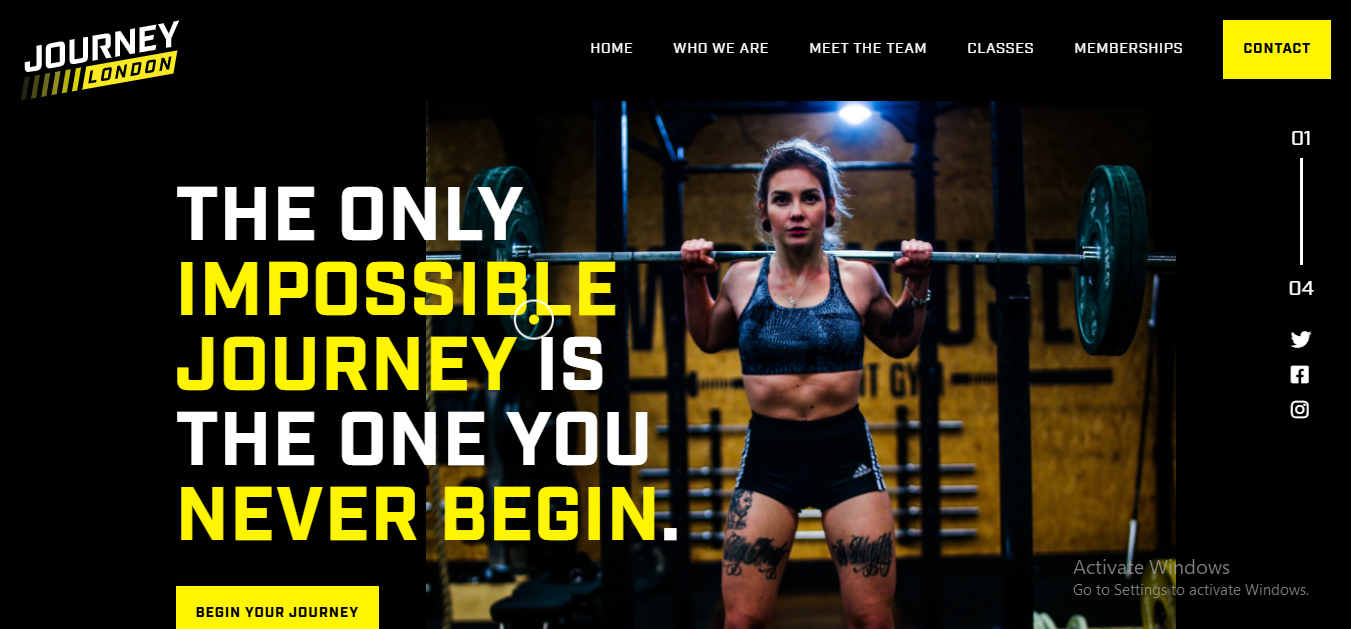 JOURNEY
LONDON
HOME WHO WE ARE MEET THE TEAM CLASSES MEMBERSHIPS CONTACT
01
04
THE ONLY
IMPOSSIBLE
JOURNEY IS
THE ONE YOU
NEVER BEGIN.
BEGIN YOUR JOURNEY
Activate Windows
Go to Settings to activate Windows.